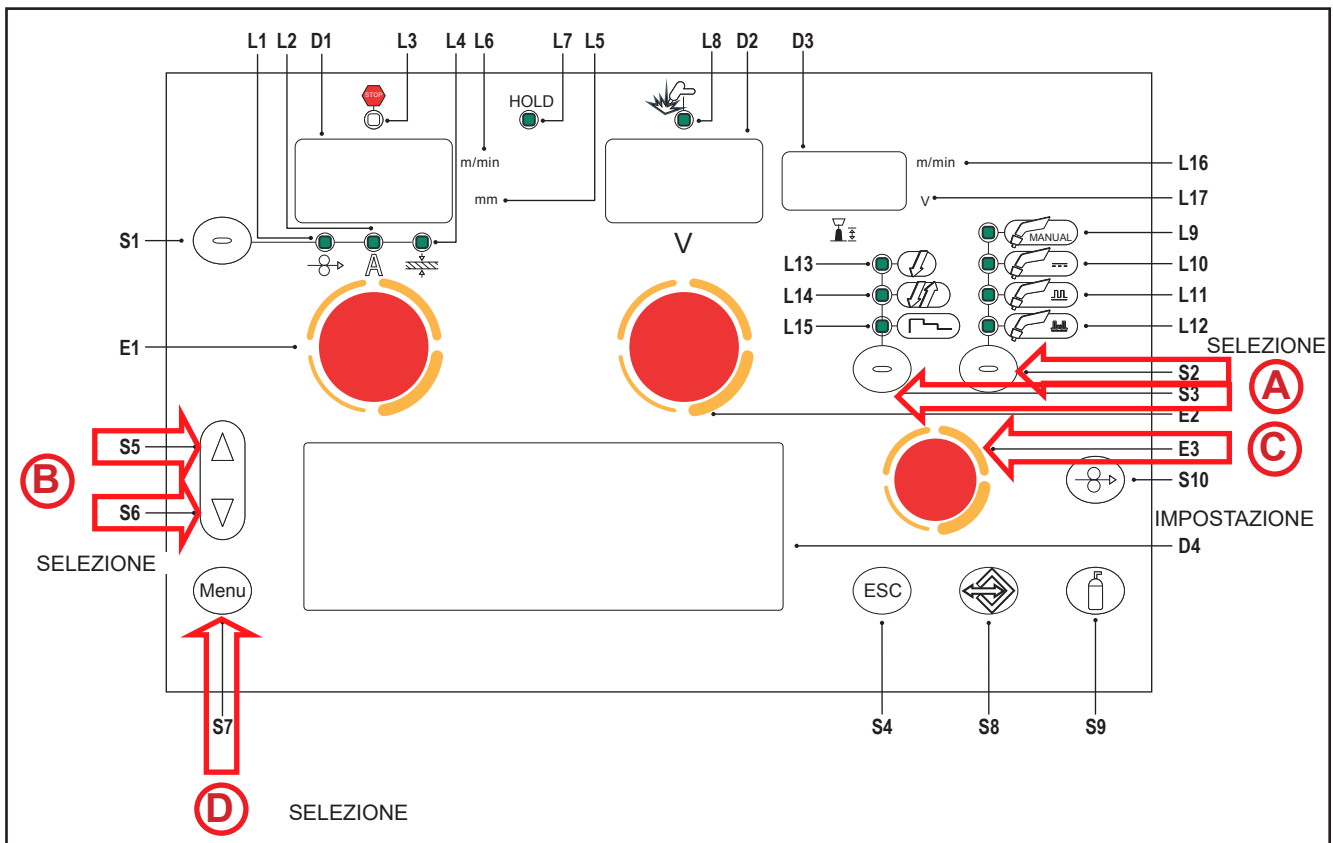 L1 L2 D1 L3 L4 L6 L7 L5 L8 D2 D3
STOP
HOLD
m/min
m/min
L16
mm
V
L17
S1
A
V
MANUAL
L9
L13
L10
L14
L11
L15
L12
E1
SELEZIONE
S2
A
S3
E2
S5
E3
C
B
S10
S6
IMPOSTAZIONE
D4
SELEZIONE
Menu
ESC
S7
S4
S8
S9
D
SELEZIONE